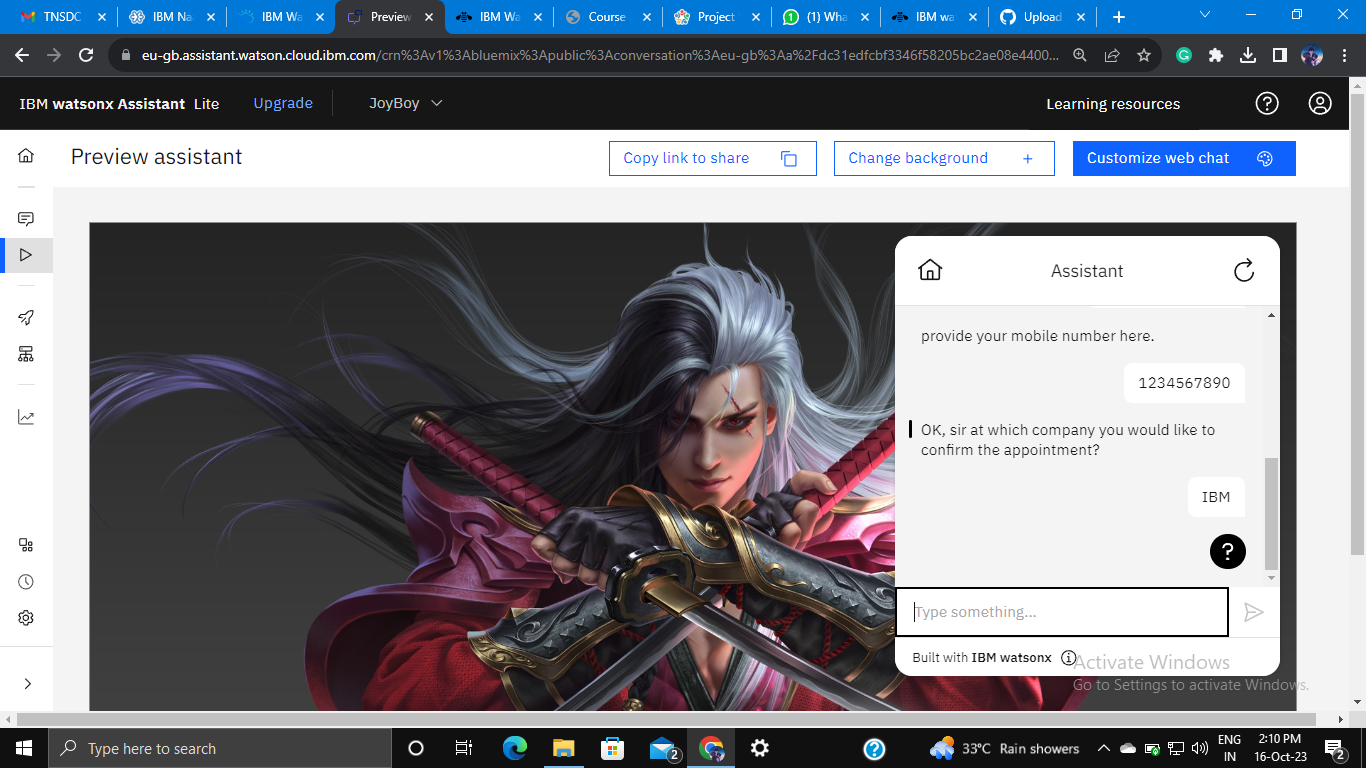 TNSDC
IBM Na
IBM Wa
Preview
IBM Wa
Course
Project
(1) Wha
IBM wat
Upload
eu-gb.assistant.watson.cloud.ibm.com/crn%3Av1%3Abluemix%3Apublic%3Aconversation%3Aeu-gb%3Aa%2Fdc31edfcbf3346f58205bc2ae08e4400...
IBM watsonx Assistant Lite
Upgrade
JoyBoy
Learning resources
Preview assistant
Copy link to share
Change background +
Customize web chat
Assistant
provide your mobile number here.
1234567890
OK, sir at which company you would like to
confirm the appointment?
IBM
?
Type something...
Built with IBM watsonx
Activate Windows
Go to Settings to activate Windows.
Type here to search
2
33°C Rain showers
ENG
IN
2:10 PM
16-Oct-23
2